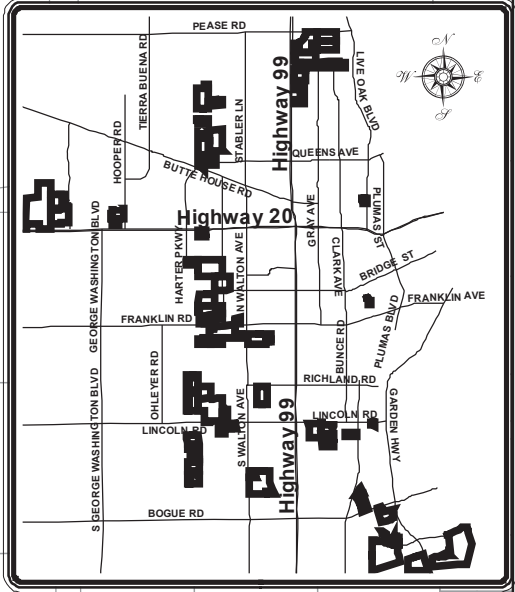 PEASE RD
N
W
E
S
TIERRA BUENA RD
LIVE OAK BLVD
Highway 99
STABLER LN
HOOPER RD
QUEENS AVE
BUTTE HOUSE RD
PLUMAS ST
GRAY AVE
Highway 20
GEORGE WASHINGTON BLVD
HARTER PKWY
N WALTON AVE
CLARK AVE
BRIDGE ST
FRANKLIN AVE
FRANKLIN RD
PLUMAS BLVD
BUNCE RD
OHLEYER RD
RICHLAND RD
S GEORGE WASHINGTON BLVD
S WALTON AVE
Highway 99
LINCOLN RD
GARDEN HWY
LINCOLN RD
BOGUE RD